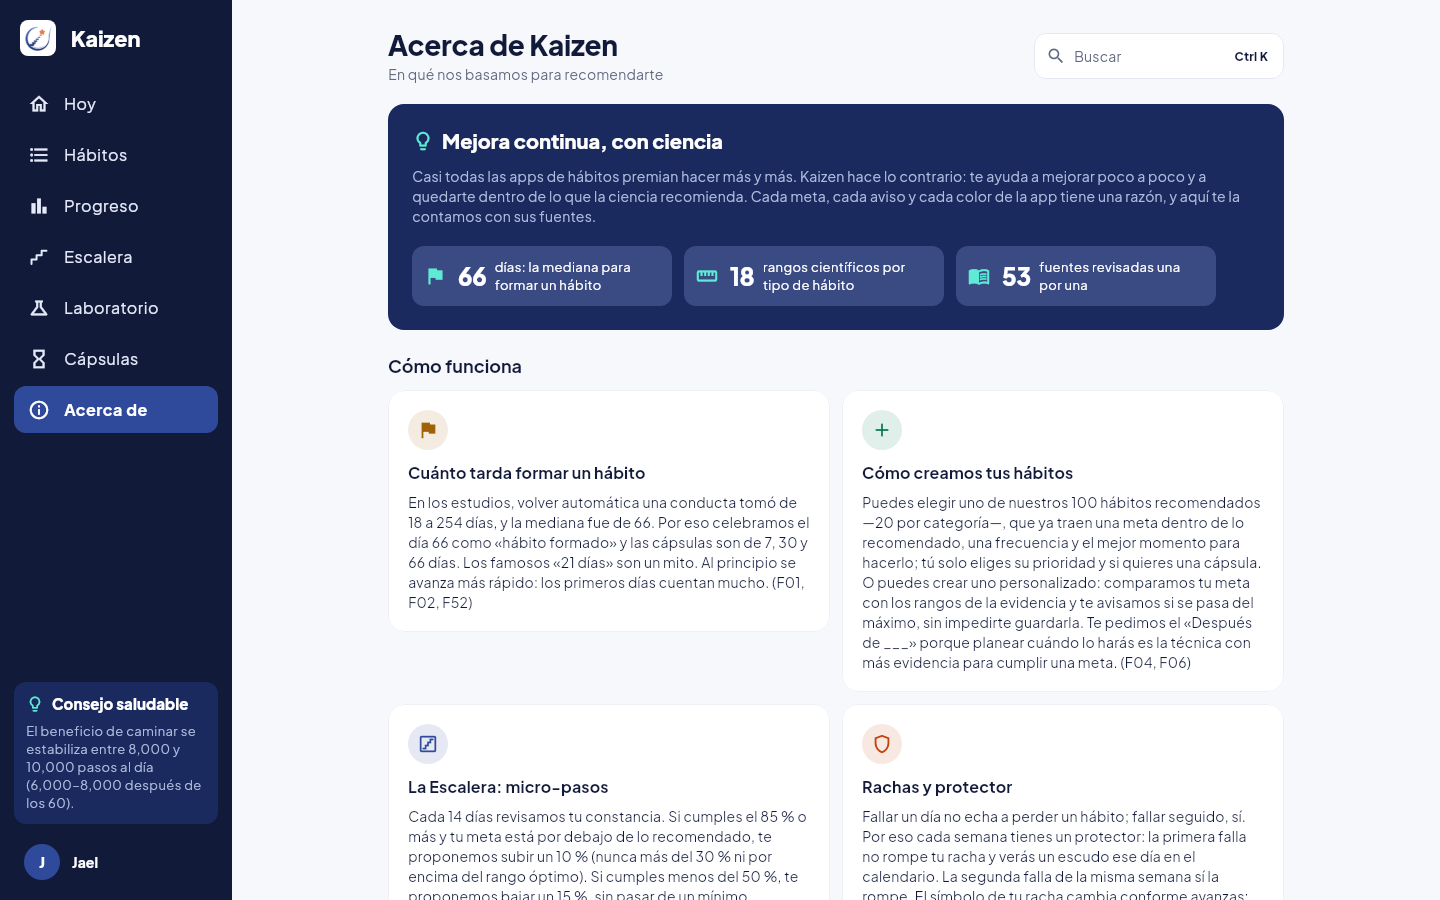 Kaizen
Hoy
Hábitos
Progreso
Escalera
Laboratorio
Cápsulas
Acerca de
Consejo saludable
El beneficio de caminar se
estabiliza entre 8,000 y
10,000 pasos al día
(6,000–8,000 después de
los 60).
J
Jael
Acerca de Kaizen
En qué nos basamos para recomendarte
Buscar
Ctrl K
Mejora continua, con ciencia
Casi todas las apps de hábitos premian hacer más y más. Kaizen hace lo contrario: te ayuda a mejorar poco a poco y a
quedarte dentro de lo que la ciencia recomienda. Cada meta, cada aviso y cada color de la app tiene una razón, y aquí te la
contamos con sus fuentes.
66
días: la mediana para
formar un hábito
18
rangos científicos por
tipo de hábito
53
fuentes revisadas una
por una
Cómo funciona
Cuánto tarda formar un hábito
En los estudios, volver automática una conducta tomó de
18 a 254 días, y la mediana fue de 66. Por eso celebramos el
día 66 como «hábito formado» y las cápsulas son de 7, 30 y
66 días. Los famosos «21 días» son un mito. Al principio se
avanza más rápido: los primeros días cuentan mucho. (F01,
F02, F52)
Cómo creamos tus hábitos
Puedes elegir uno de nuestros 100 hábitos recomendados
—20 por categoría—, que ya traen una meta dentro de lo
recomendado, una frecuencia y el mejor momento para
hacerlo; tú solo eliges su prioridad y si quieres una cápsula.
O puedes crear uno personalizado: comparamos tu meta
con los rangos de la evidencia y te avisamos si se pasa del
máximo, sin impedirte guardarla. Te pedimos el «Después
de ___» porque planear cuándo lo harás es la técnica con
más evidencia para cumplir una meta. (F04, F06)
La Escalera: micro-pasos
Cada 14 días revisamos tu constancia. Si cumples el 85 % o
más y tu meta está por debajo de lo recomendado, te
proponemos subir un 10 % (nunca más del 30 % ni por
encima del rango óptimo). Si cumples menos del 50 %, te
proponemos bajar un 15 %, sin pasar de un mínimo
Rachas y protector
Fallar un día no echa a perder un hábito; fallar seguido, sí.
Por eso cada semana tienes un protector: la primera falla
no rompe tu racha y verás un escudo ese día en el
calendario. La segunda falla de la misma semana sí la
rompe. El símbolo de tu racha cambia conforme avanzas: